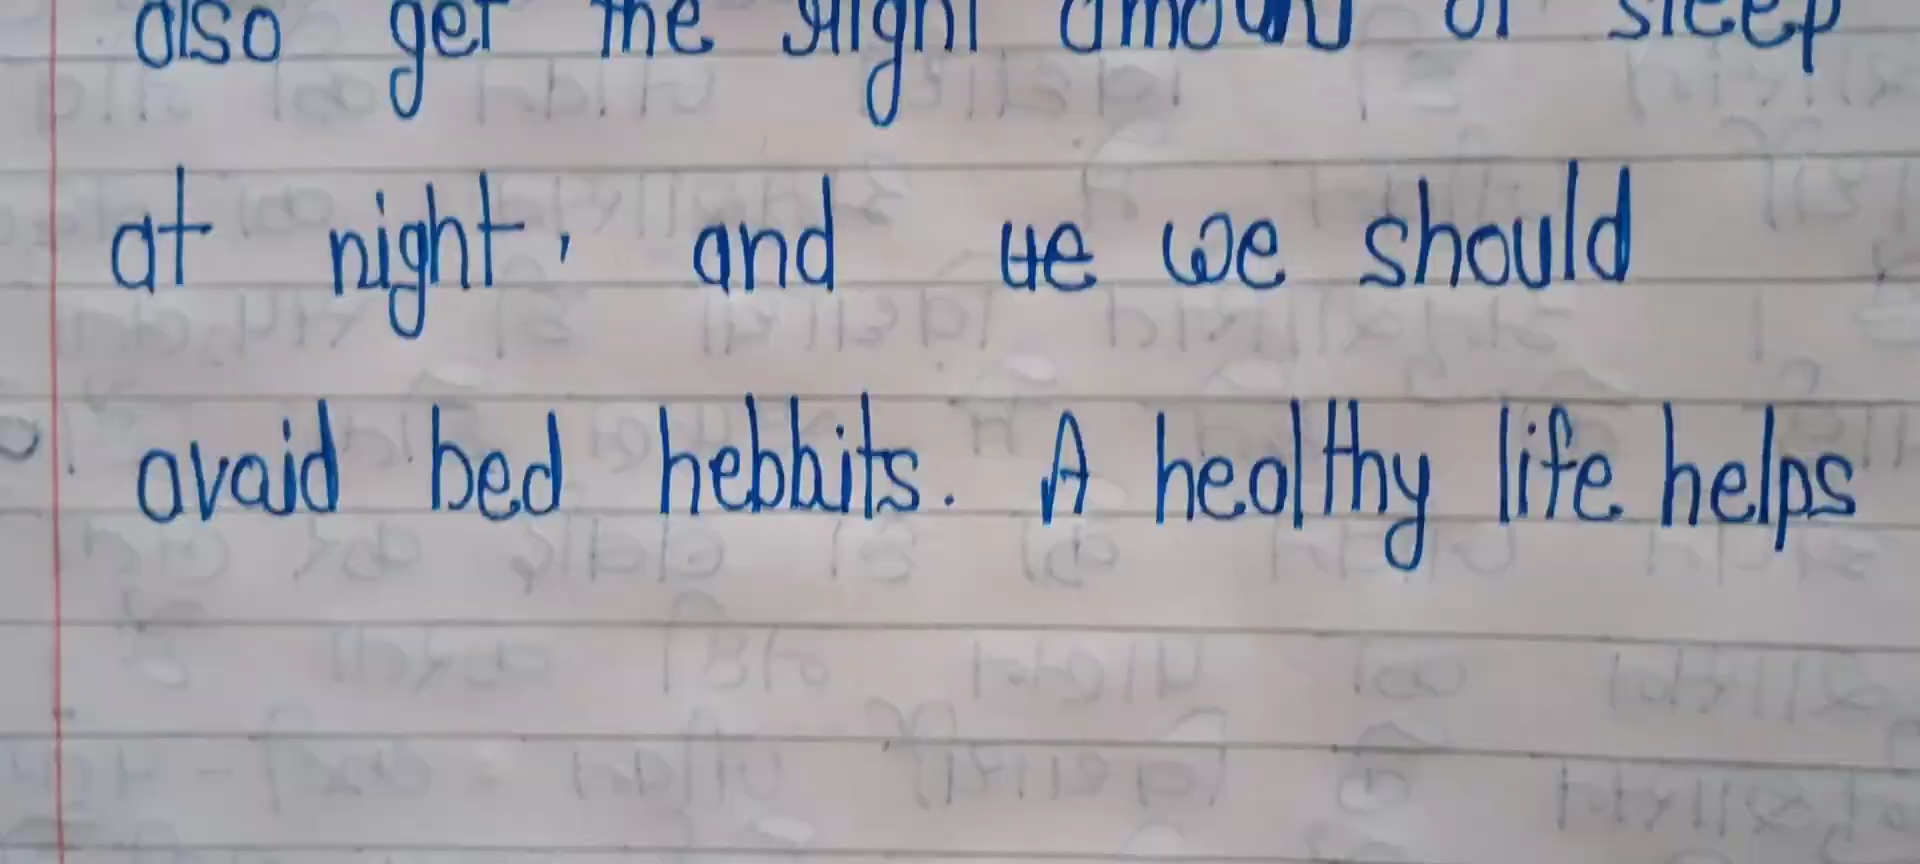 also get the right amount of sleep
at night, and we we should
avaid bed hebbits. A healthy life helps